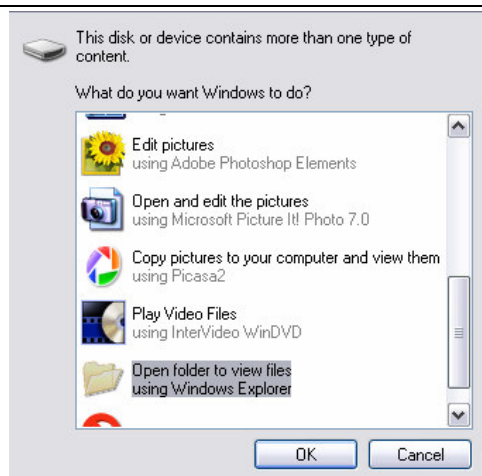 This disk or device contains more than one type of
content.
What do you want Windows to do?
Edit pictures
using Adobe Photoshop Elements
Open and edit the pictures
using Microsoft Picture It! Photo 7.0
Copy pictures to your computer and view them
using Picasa2
Play Video Files
using InterVideo WinDVD
Open folder to view files
using Windows Explorer
OK
Cancel